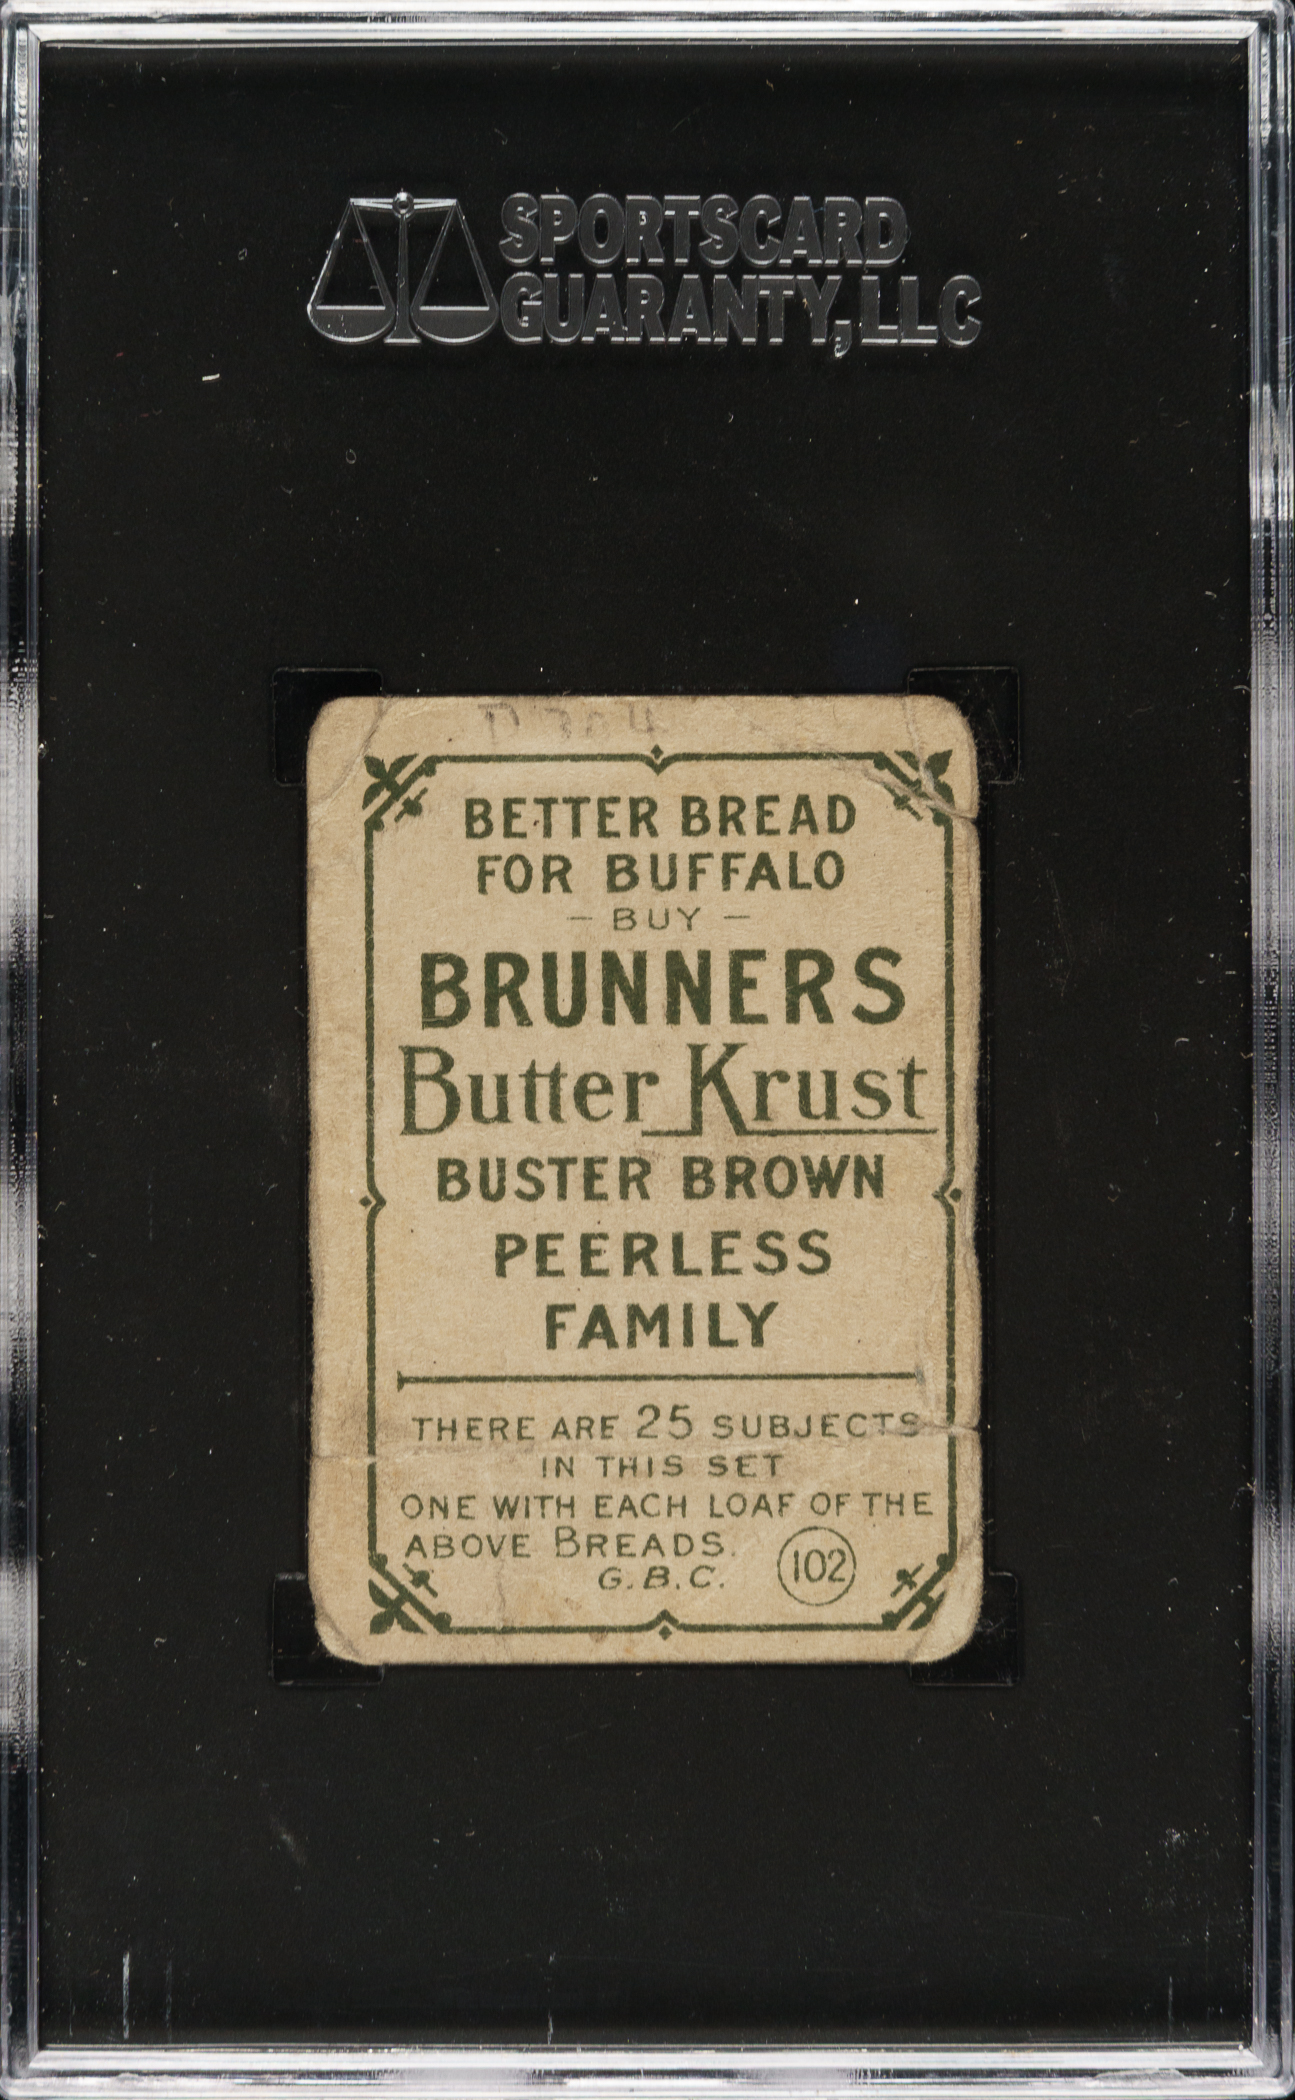 SPORTSCARD
GUARANTY, LLC
BETTER BREAD
FOR BUFFALO
- BUY -
BRUNNERS
Butter Krust
BUSTER BROWN
PEERLESS
FAMILY
THERE ARE 25 SUBJECTS
IN THIS SET
ONE WITH EACH LOAF OF THE
ABOVE BREADS.
G.B.C. 102